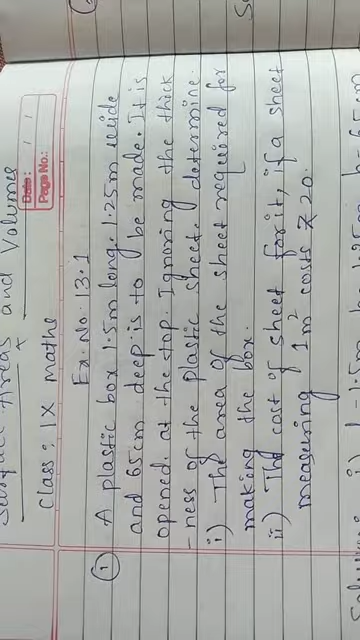 Surface Areas and Volumes
Date: / /
Page No.:
Class: IX Maths
Ex. No: 13.1
① A plastic box 1.5m long, 1.25m wide
and 65cm deep is to be made. It is
opened at the top. Ignoring the thick
-ness of the plastic sheet, determine.
i) The area of the sheet required for
making the box.
ii) The cost of sheet for it, if a sheet
measuring 1m² costs ₹20.